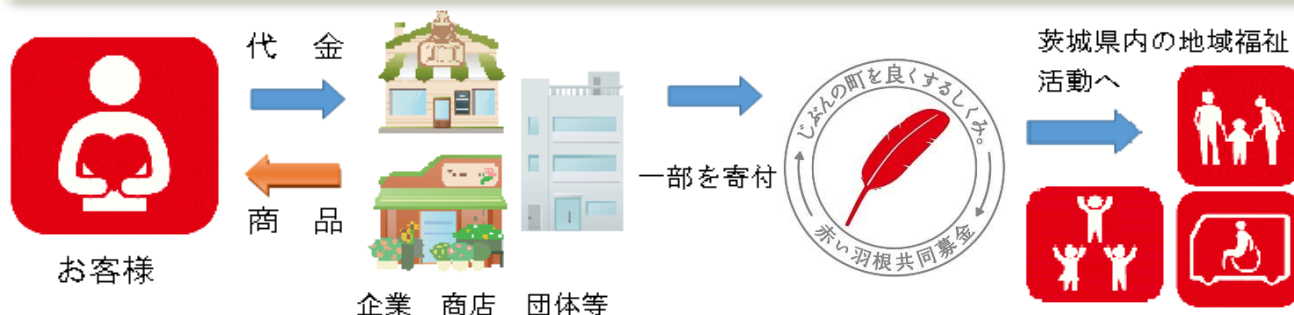 代 金
商 品
お客様
企業 商店 団体等
一部を寄付
じぶんの町を良くするしくみ。
赤い羽根共同募金
茨城県内の地域福祉
活動へ